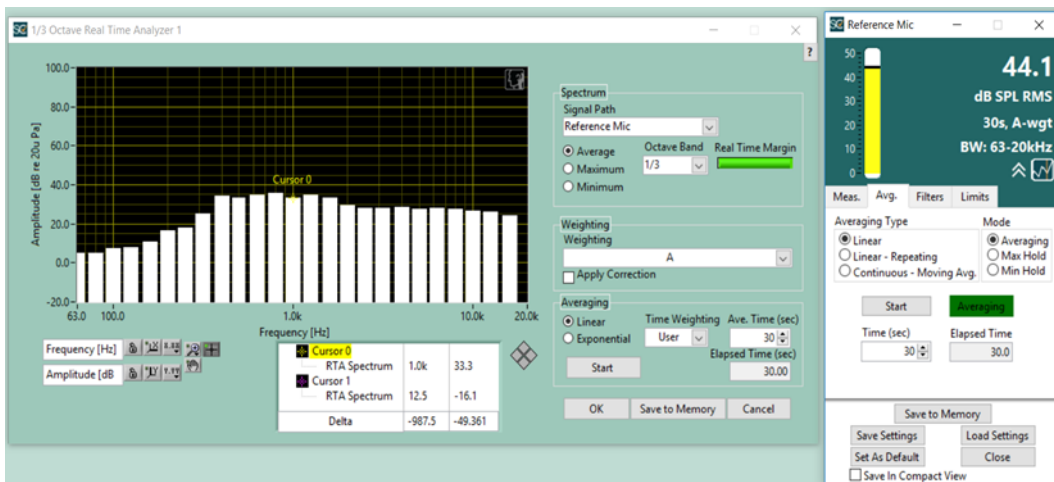 SC 1/3 Octave Real Time Analyzer 1
?
100.0
80.0
60.0
40.0
20.0
0.0
-20.0
Amplitude [dB re 20u Pa]
Cursor 0
63.0 100.0 1.0k 10.0k 20.0k
Frequency [Hz]
Frequency [Hz]
Amplitude [dB
Cursor 0
RTA Spectrum 1.0k 33.3
Cursor 1
RTA Spectrum 12.5 -16.1
Delta -987.5 -49.361
Spectrum
Signal Path
Reference Mic
Average
Maximum
Minimum
Octave Band
1/3
Real Time Margin
Weighting
Weighting
A
Apply Correction
Averaging
Linear
Exponential
Time Weighting
User
Ave. Time (sec)
30
Elapsed Time (sec)
30.00
Start
OK Save to Memory Cancel
SC Reference Mic
50
40
30
20
10
0
44.1
dB SPL RMS
30s, A-wgt
BW: 63-20kHz
Meas. Avg. Filters Limits
Averaging Type
Linear
Linear - Repeating
Continuous - Moving Avg.
Mode
Averaging
Max Hold
Min Hold
Start Averaging
Time (sec)
30
Elapsed Time
30.0
Save to Memory
Save Settings Load Settings
Set As Default Close
Save In Compact View